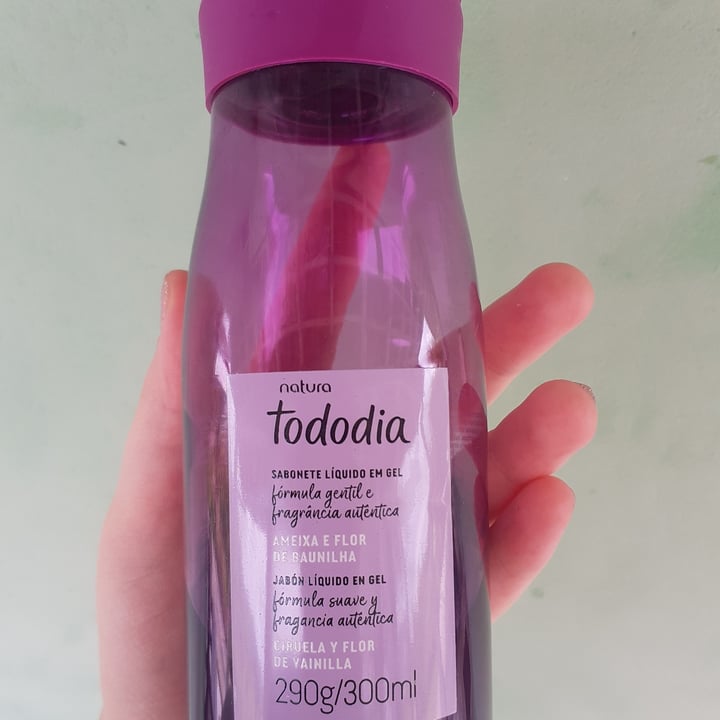 natura
tododia
SABONETE LÍQUIDO EM GEL
fórmula gentil e
fragrância autêntica
AMEIXA E FLOR
DE BAUNILHA
JABÓN LÍQUIDO EN GEL
fórmula suave y
fragancia auténtica
CIRUELA Y FLOR
DE VAINILLA
290g/300ml